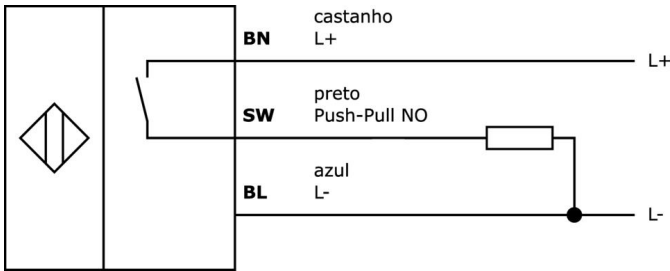 castanho
BN L+
L+
preto
SW Push-Pull NO
azul
BL L-
L-